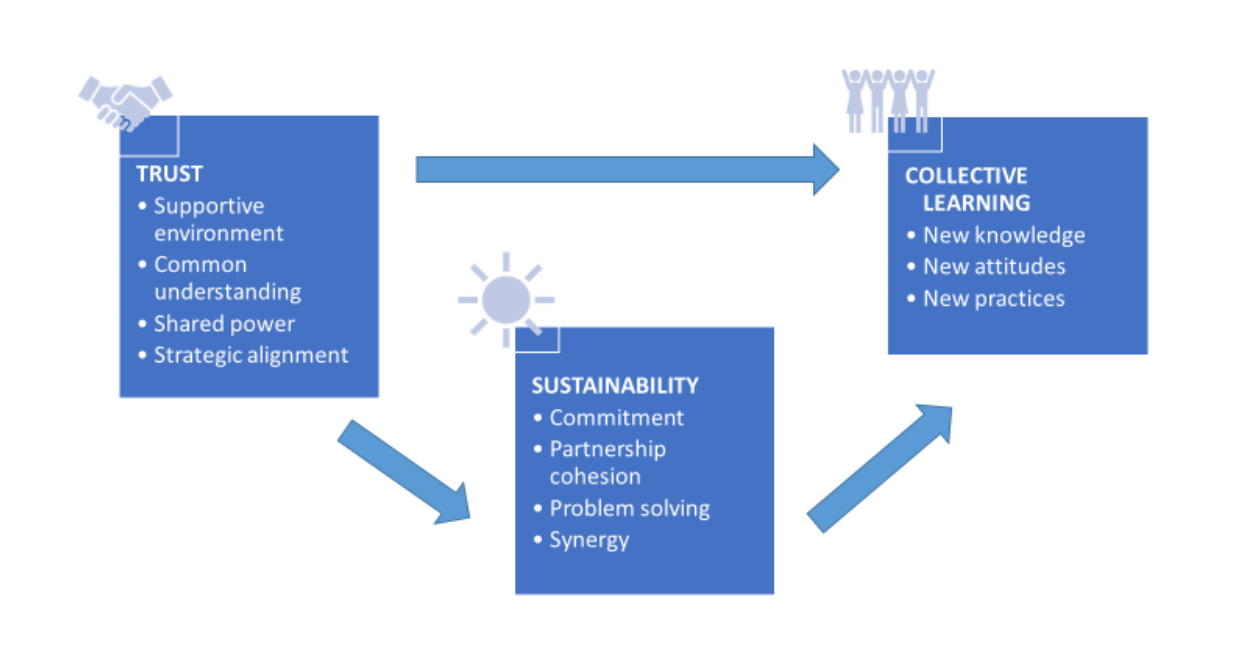 TRUST
• Supportive
environment
• Common
understanding
• Shared power
• Strategic alignment
SUSTAINABILITY
• Commitment
• Partnership
cohesion
• Problem solving
• Synergy
COLLECTIVE
LEARNING
• New knowledge
• New attitudes
• New practices